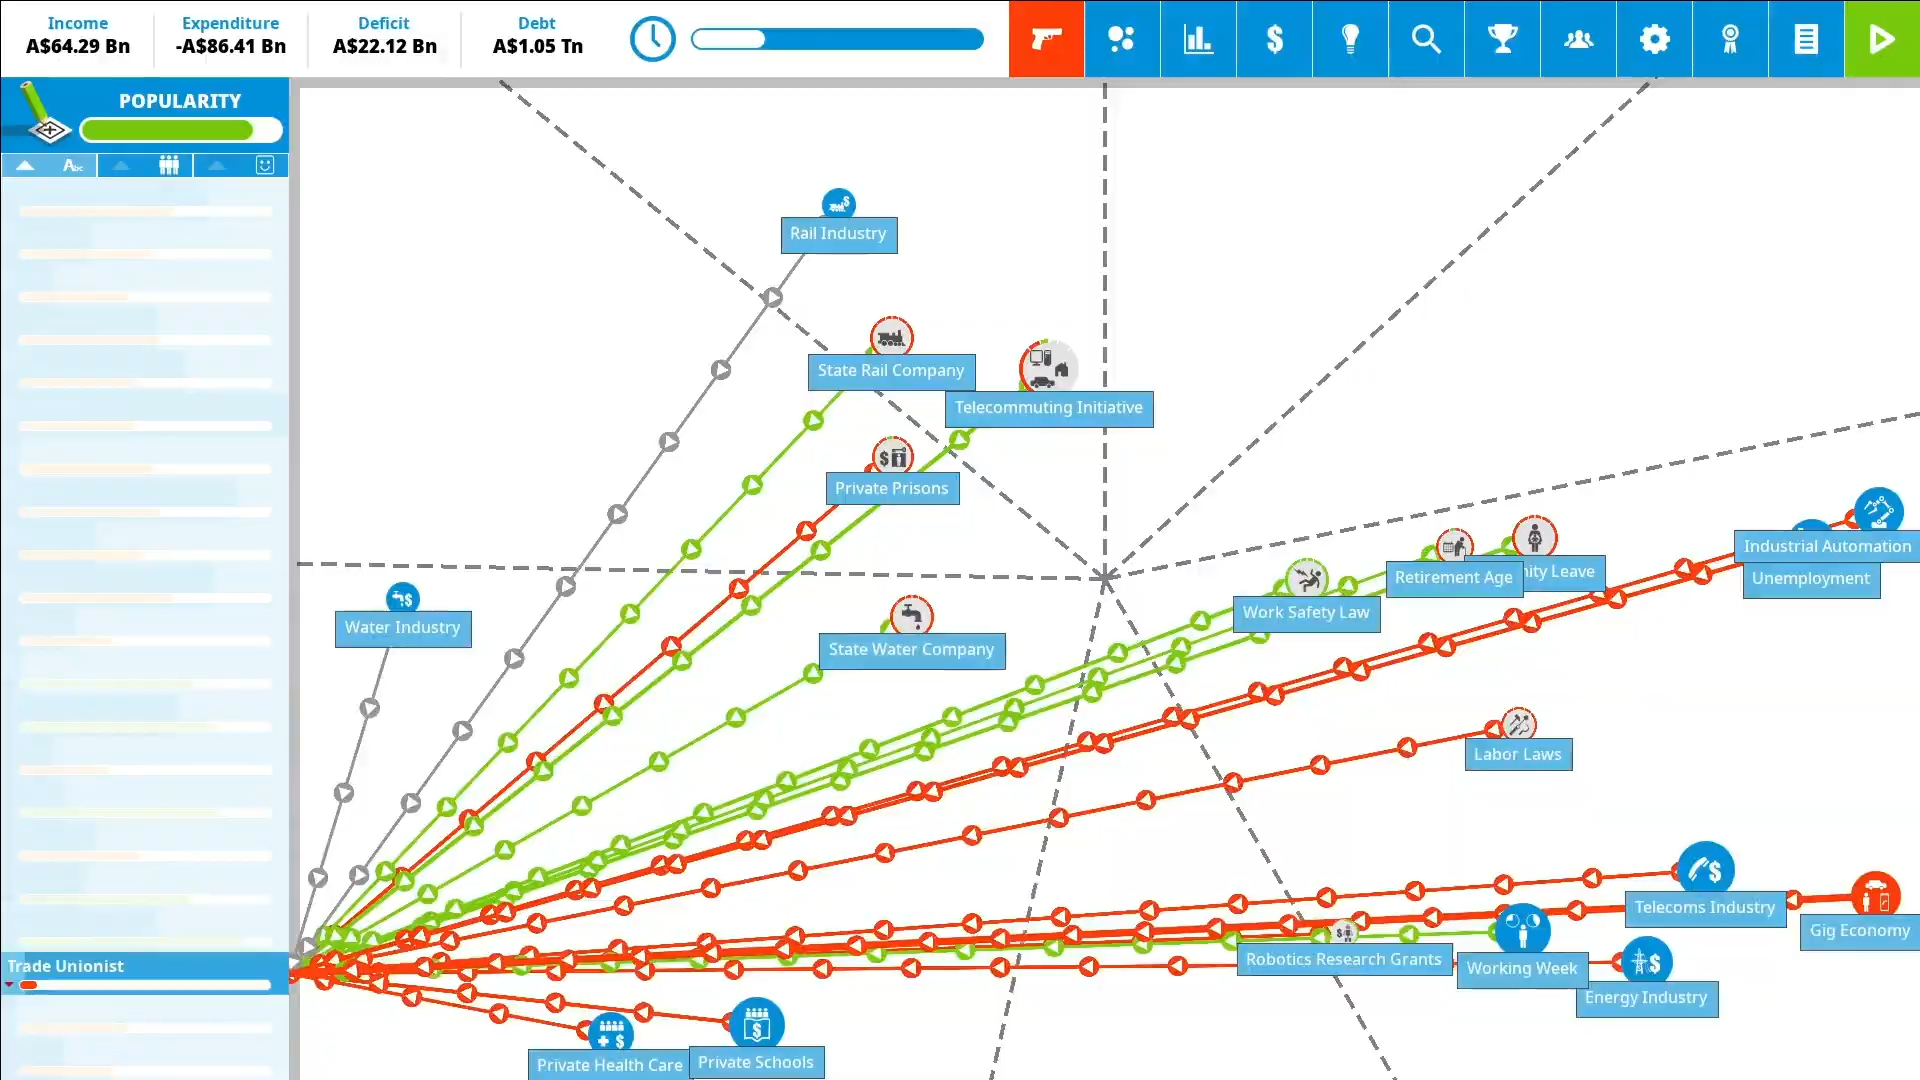 Income
Expenditure
Deficit
Debt
A$64.29 Bn
-A$86.41 Bn
A$22.12 Bn
A$1.05 Tn
POPULARITY
Abc
Rail Industry
State Rail Company
Telecommuting Initiative
Private Prisons
Industrial Automation
Retirement Age
ity Leave
Unemployment
Work Safety Law
Water Industry
State Water Company
Labor Laws
Telecoms Industry
Gig Economy
Robotics Research Grants
Working Week
Trade Unionist
Energy Industry
Private Health Care
Private Schools